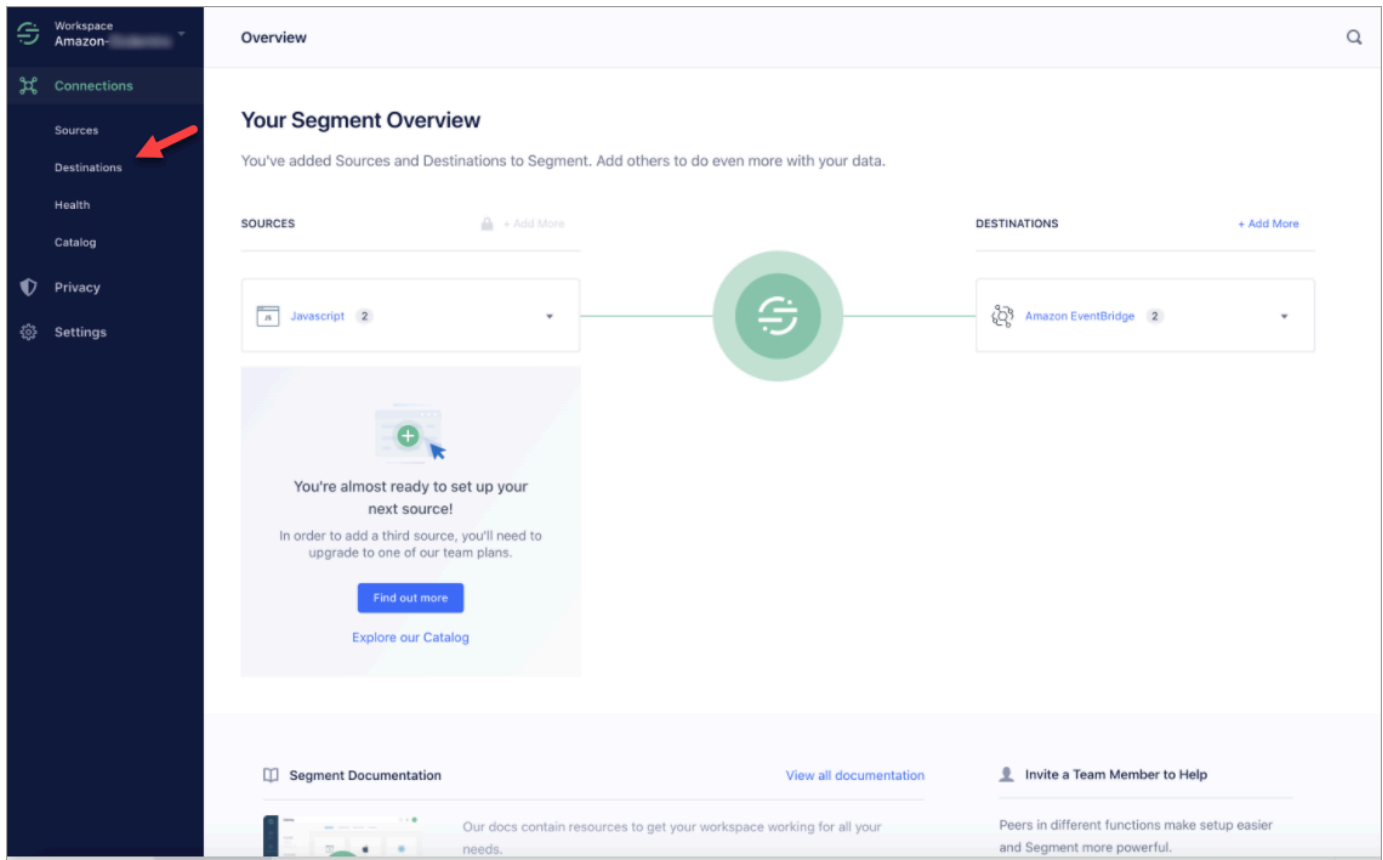 Workspace
Amazon-
Overview
Connections
Sources
Destinations
Health
Catalog
Privacy
Settings
Your Segment Overview
You've added Sources and Destinations to Segment. Add others to do even more with your data.
SOURCES
+ Add More
DESTINATIONS
+ Add More
JS
Javascript 2
Amazon EventBridge 2
You're almost ready to set up your
next source!
In order to add a third source, you'll need to
upgrade to one of our team plans.
Find out more
Explore our Catalog
Segment Documentation
View all documentation
Our docs contain resources to get your workspace working for all your
needs.
Invite a Team Member to Help
Peers in different functions make setup easier
and Segment more powerful.